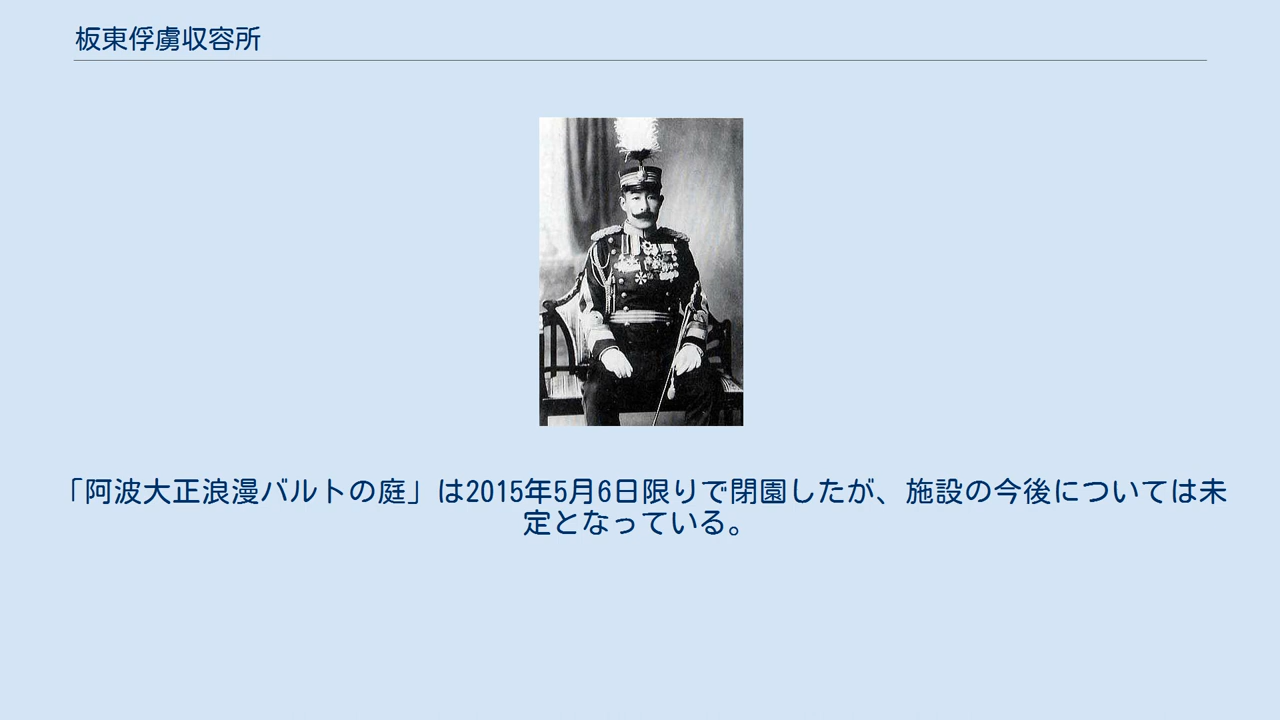 板東俘虜収容所
「阿波大正浪漫バルトの庭」は2015年5月6日限りで閉園したが、施設の今後については未
定となっている。